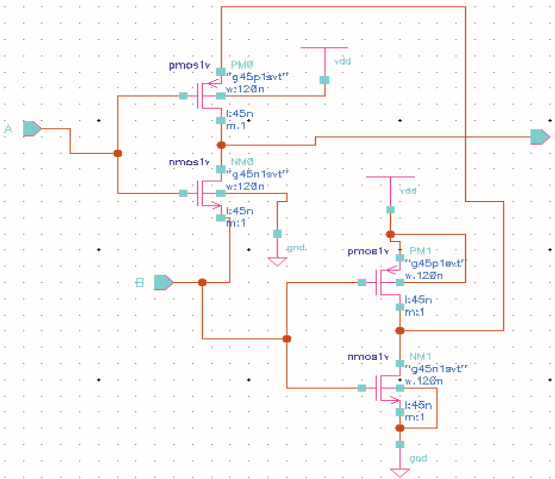 pmos1v PM0
"g45p1svt"
w:120n
l:45n
m:1
vdd
A
nmos1v NM0
"g45n1svt"
w:120n
l:45n
m:1
gnd
vdd
B
pmos1v PM1
"g45p1svt"
w:120n
l:45n
m:1
nmos1v NM1
"g45n1svt"
w:120n
l:45n
m:1
gnd